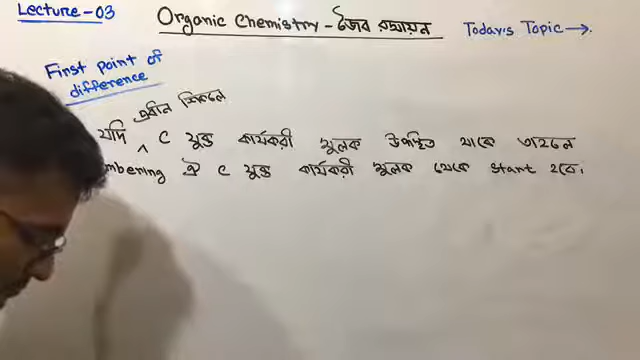 Lecture-03
Organic Chemistry - জৈব রসায়ন
Today's Topic →
First point of
difference
প্রধান শিকলে
যদি ^ C যুক্ত কার্যকরী মূলক উপস্থিত থাকে তাহলে
mbering ঐ C যুক্ত কার্যকরী মূলক থেকে start হবে।